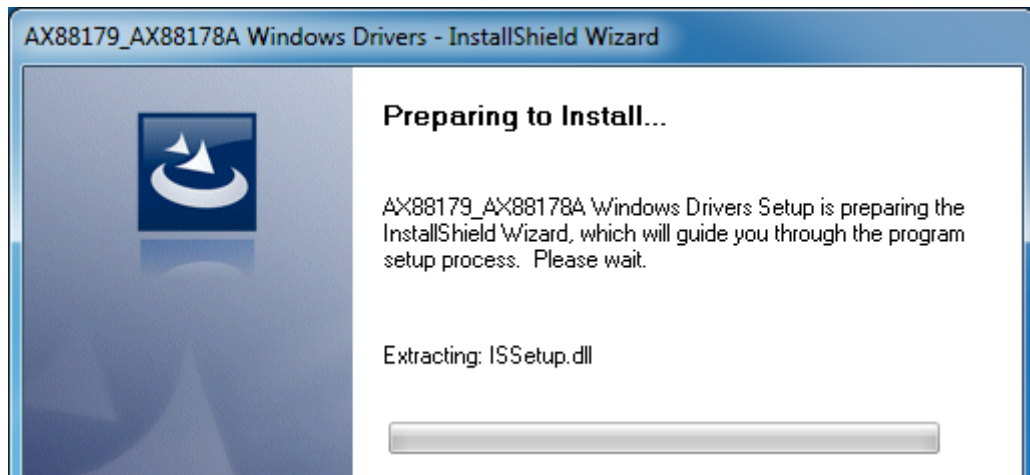 AX88179_AX88178A Windows Drivers - InstallShield Wizard
Preparing to Install...
AX88179_AX88178A Windows Drivers Setup is preparing the
InstallShield Wizard, which will guide you through the program
setup process.  Please wait.
Extracting: ISSetup.dll